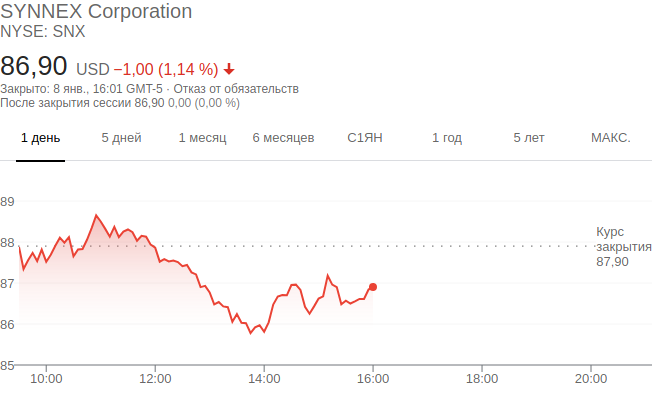 SYNNEX Corporation
NYSE: SNX
86,90 USD −1,00 (1,14 %)
Закрыто: 8 янв., 16:01 GMT-5 · Отказ от обязательств
После закрытия сессии 86,90 0,00 (0,00 %)
1 день 5 дней 1 месяц 6 месяцев С1ЯН 1 год 5 лет МАКС.
89
Курс
88 закрытия
87,90
87
86
85
10:00 12:00 14:00 16:00 18:00 20:00